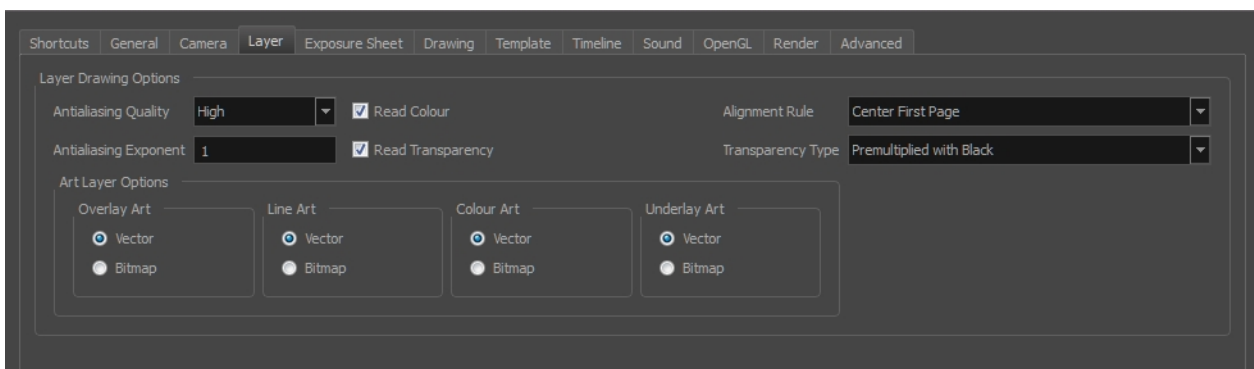 Shortcuts General Camera Layer Exposure Sheet Drawing Template Timeline Sound OpenGL Render Advanced
Layer Drawing Options
Antialiasing Quality High Read Colour Alignment Rule Center First Page
Antialiasing Exponent 1 Read Transparency Transparency Type Premultiplied with Black
Art Layer Options
Overlay Art Line Art Colour Art Underlay Art
Vector Vector Vector Vector
Bitmap Bitmap Bitmap Bitmap